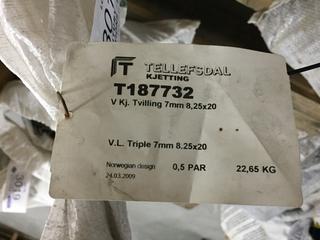 TELLEFSDAL
KJETTING
T187732
V Kj. Tvilling 7mm 8,25x20
V.L. Triple 7mm 8.25x20
Norwegian design 0,5 PAR 22,65 KG
24.03.2009